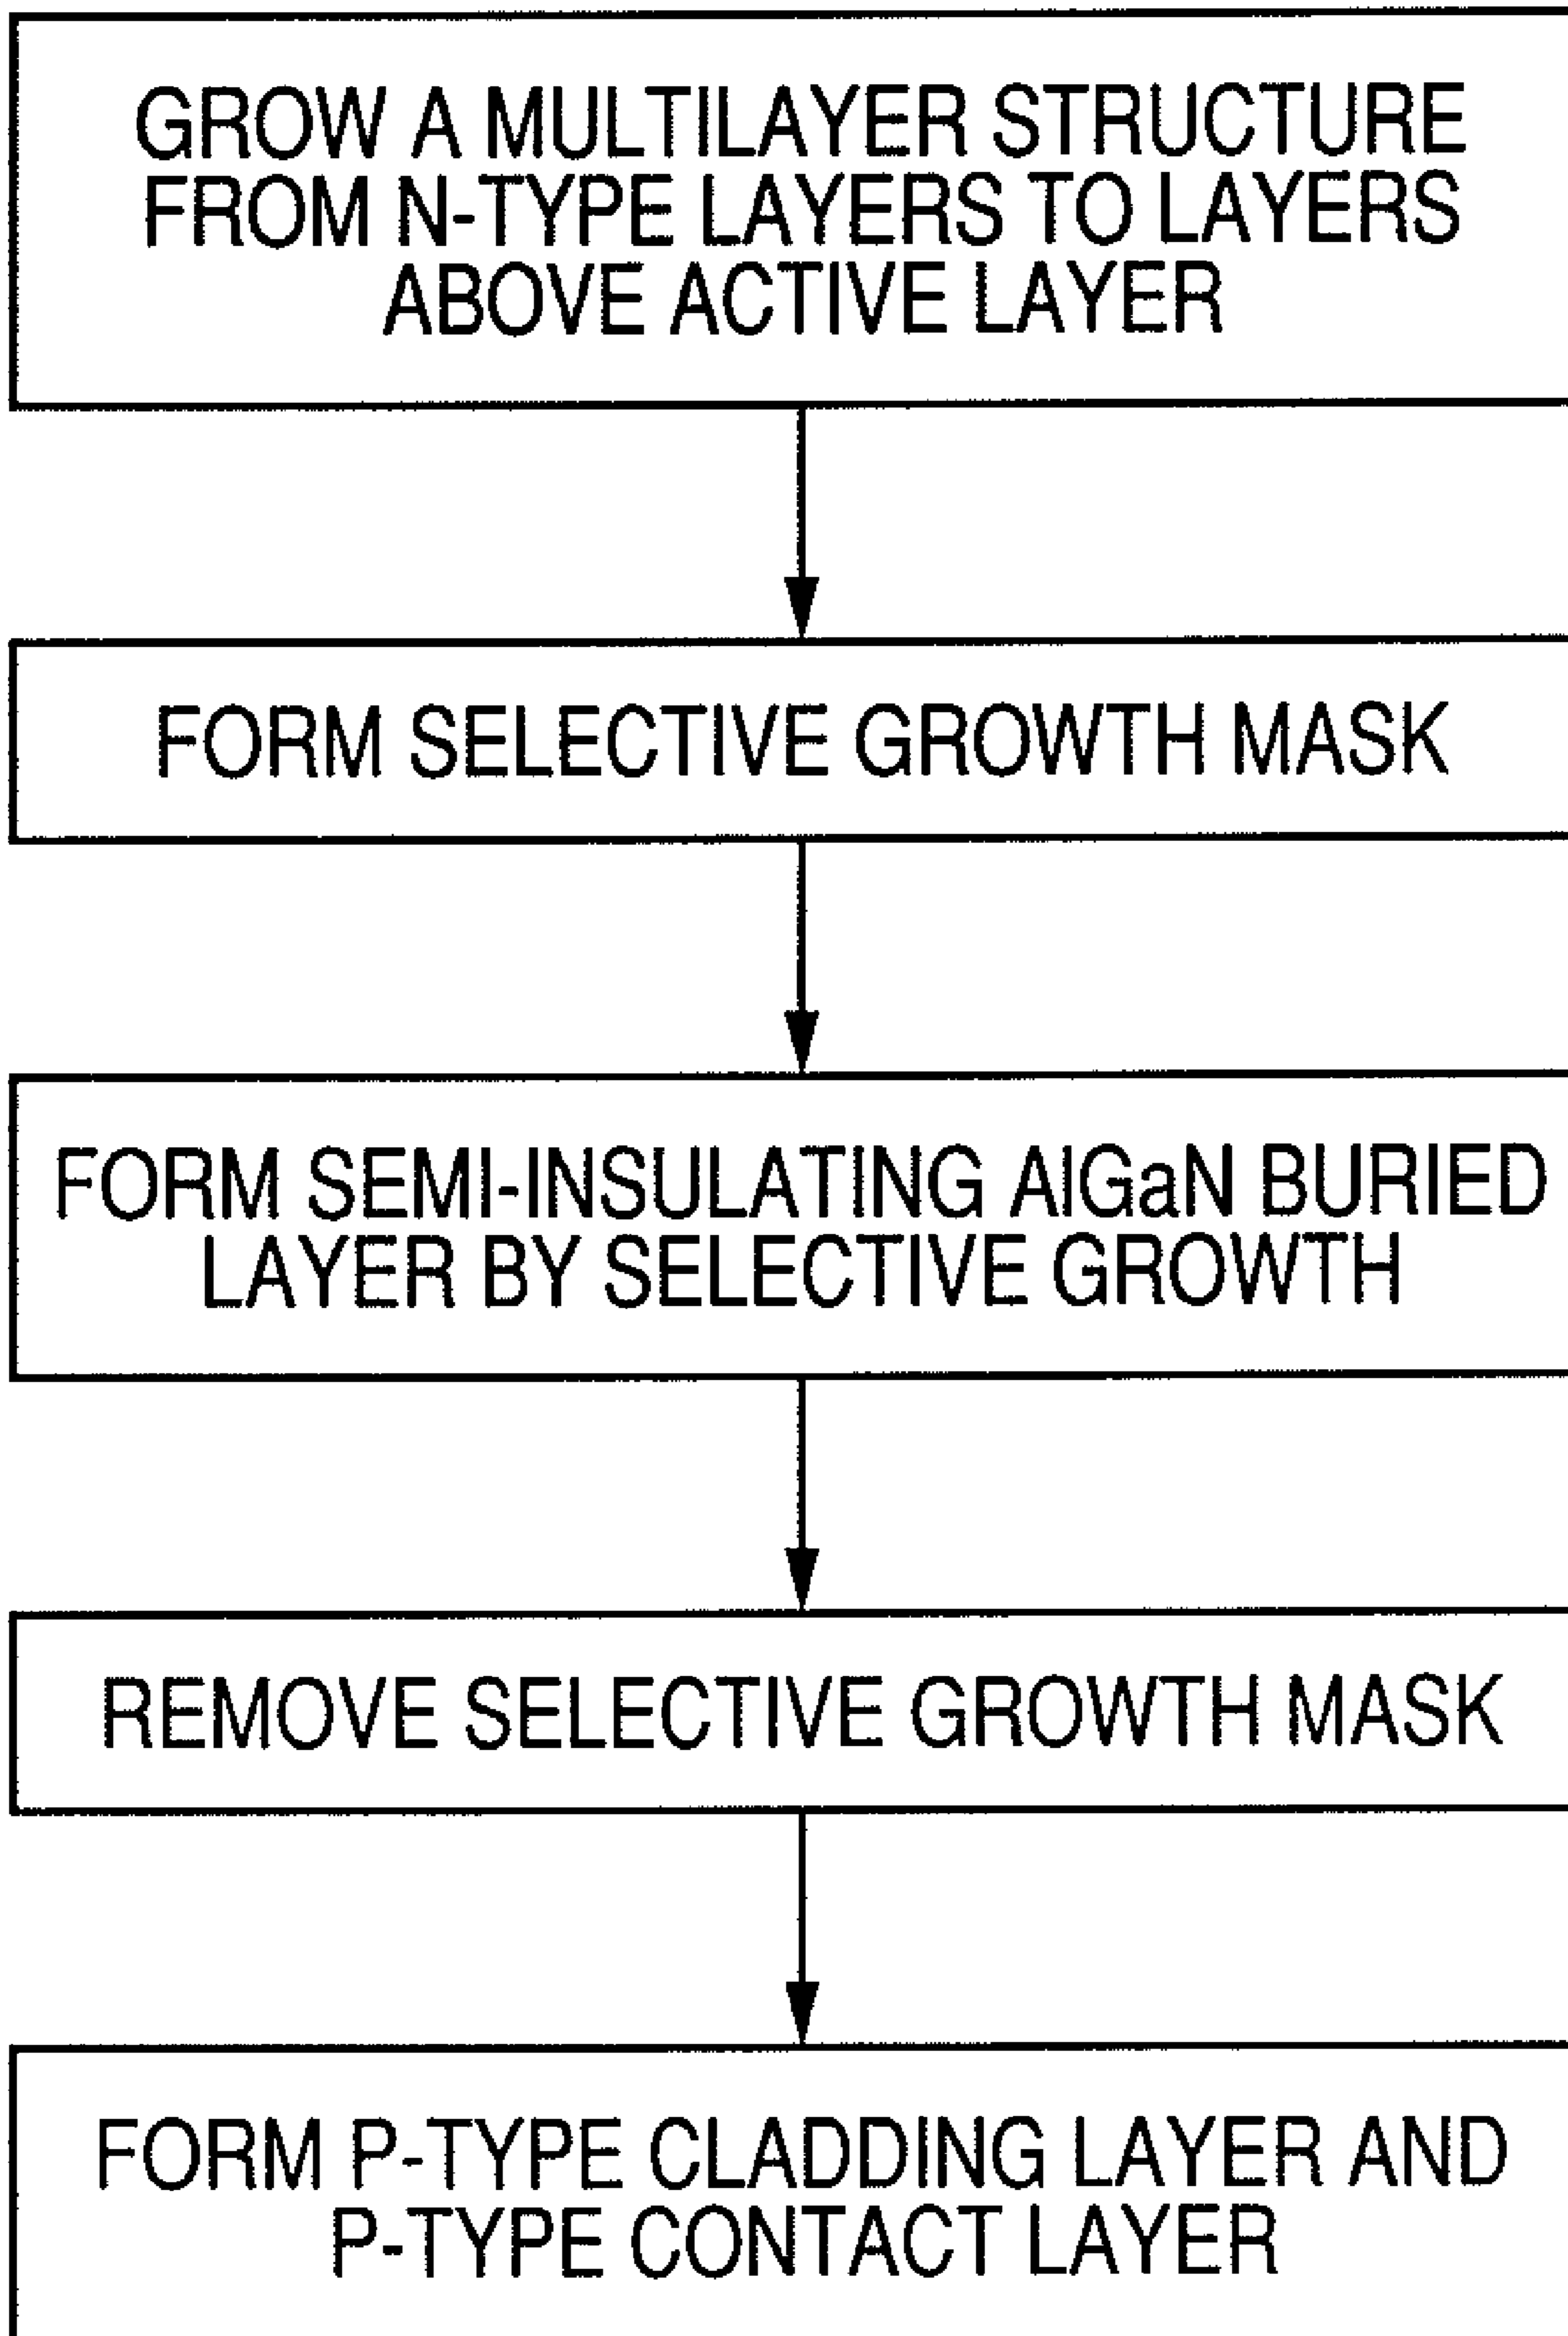 GROW A MULTILAYER STRUCTURE
FROM N-TYPE LAYERS TO LAYERS
ABOVE ACTIVE LAYER
FORM SELECTIVE GROWTH MASK
FORM SEMI-INSULATING AlGaN BURIED
LAYER BY SELECTIVE GROWTH
REMOVE SELECTIVE GROWTH MASK
FORM P-TYPE CLADDING LAYER AND
P-TYPE CONTACT LAYER